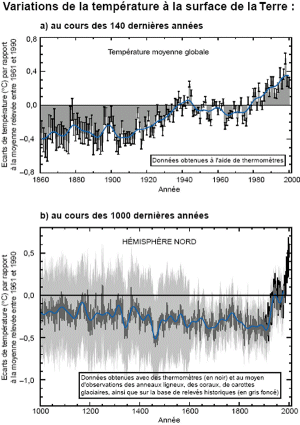 Variations de la température à la surface de la Terre :
a) au cours des 140 dernières années
Température moyenne globale
Ecarts de température (°C) par rapport
à la moyenne relevée entre 1961 et 1990
0,8
0,4
0,0
-0,4
-0,8
Données obtenues à l'aide de thermomètres
1860 1880 1900 1920 1940 1960 1980 2000
Année
b) au cours des 1000 dernières années
HÉMISPHÈRE NORD
Ecarts de température (°C) par rapport
à la moyenne relevée entre 1961 et 1990
0,5
0,0
-0,5
-1,0
Données obtenues avec des thermomètres (en noir) et au moyen
d'observations des anneaux ligneux, des coraux, de carottes
glaciaires, ainsi que sur la base de relevés historiques (en gris foncé)
1000 1200 1400 1600 1800 2000
Année